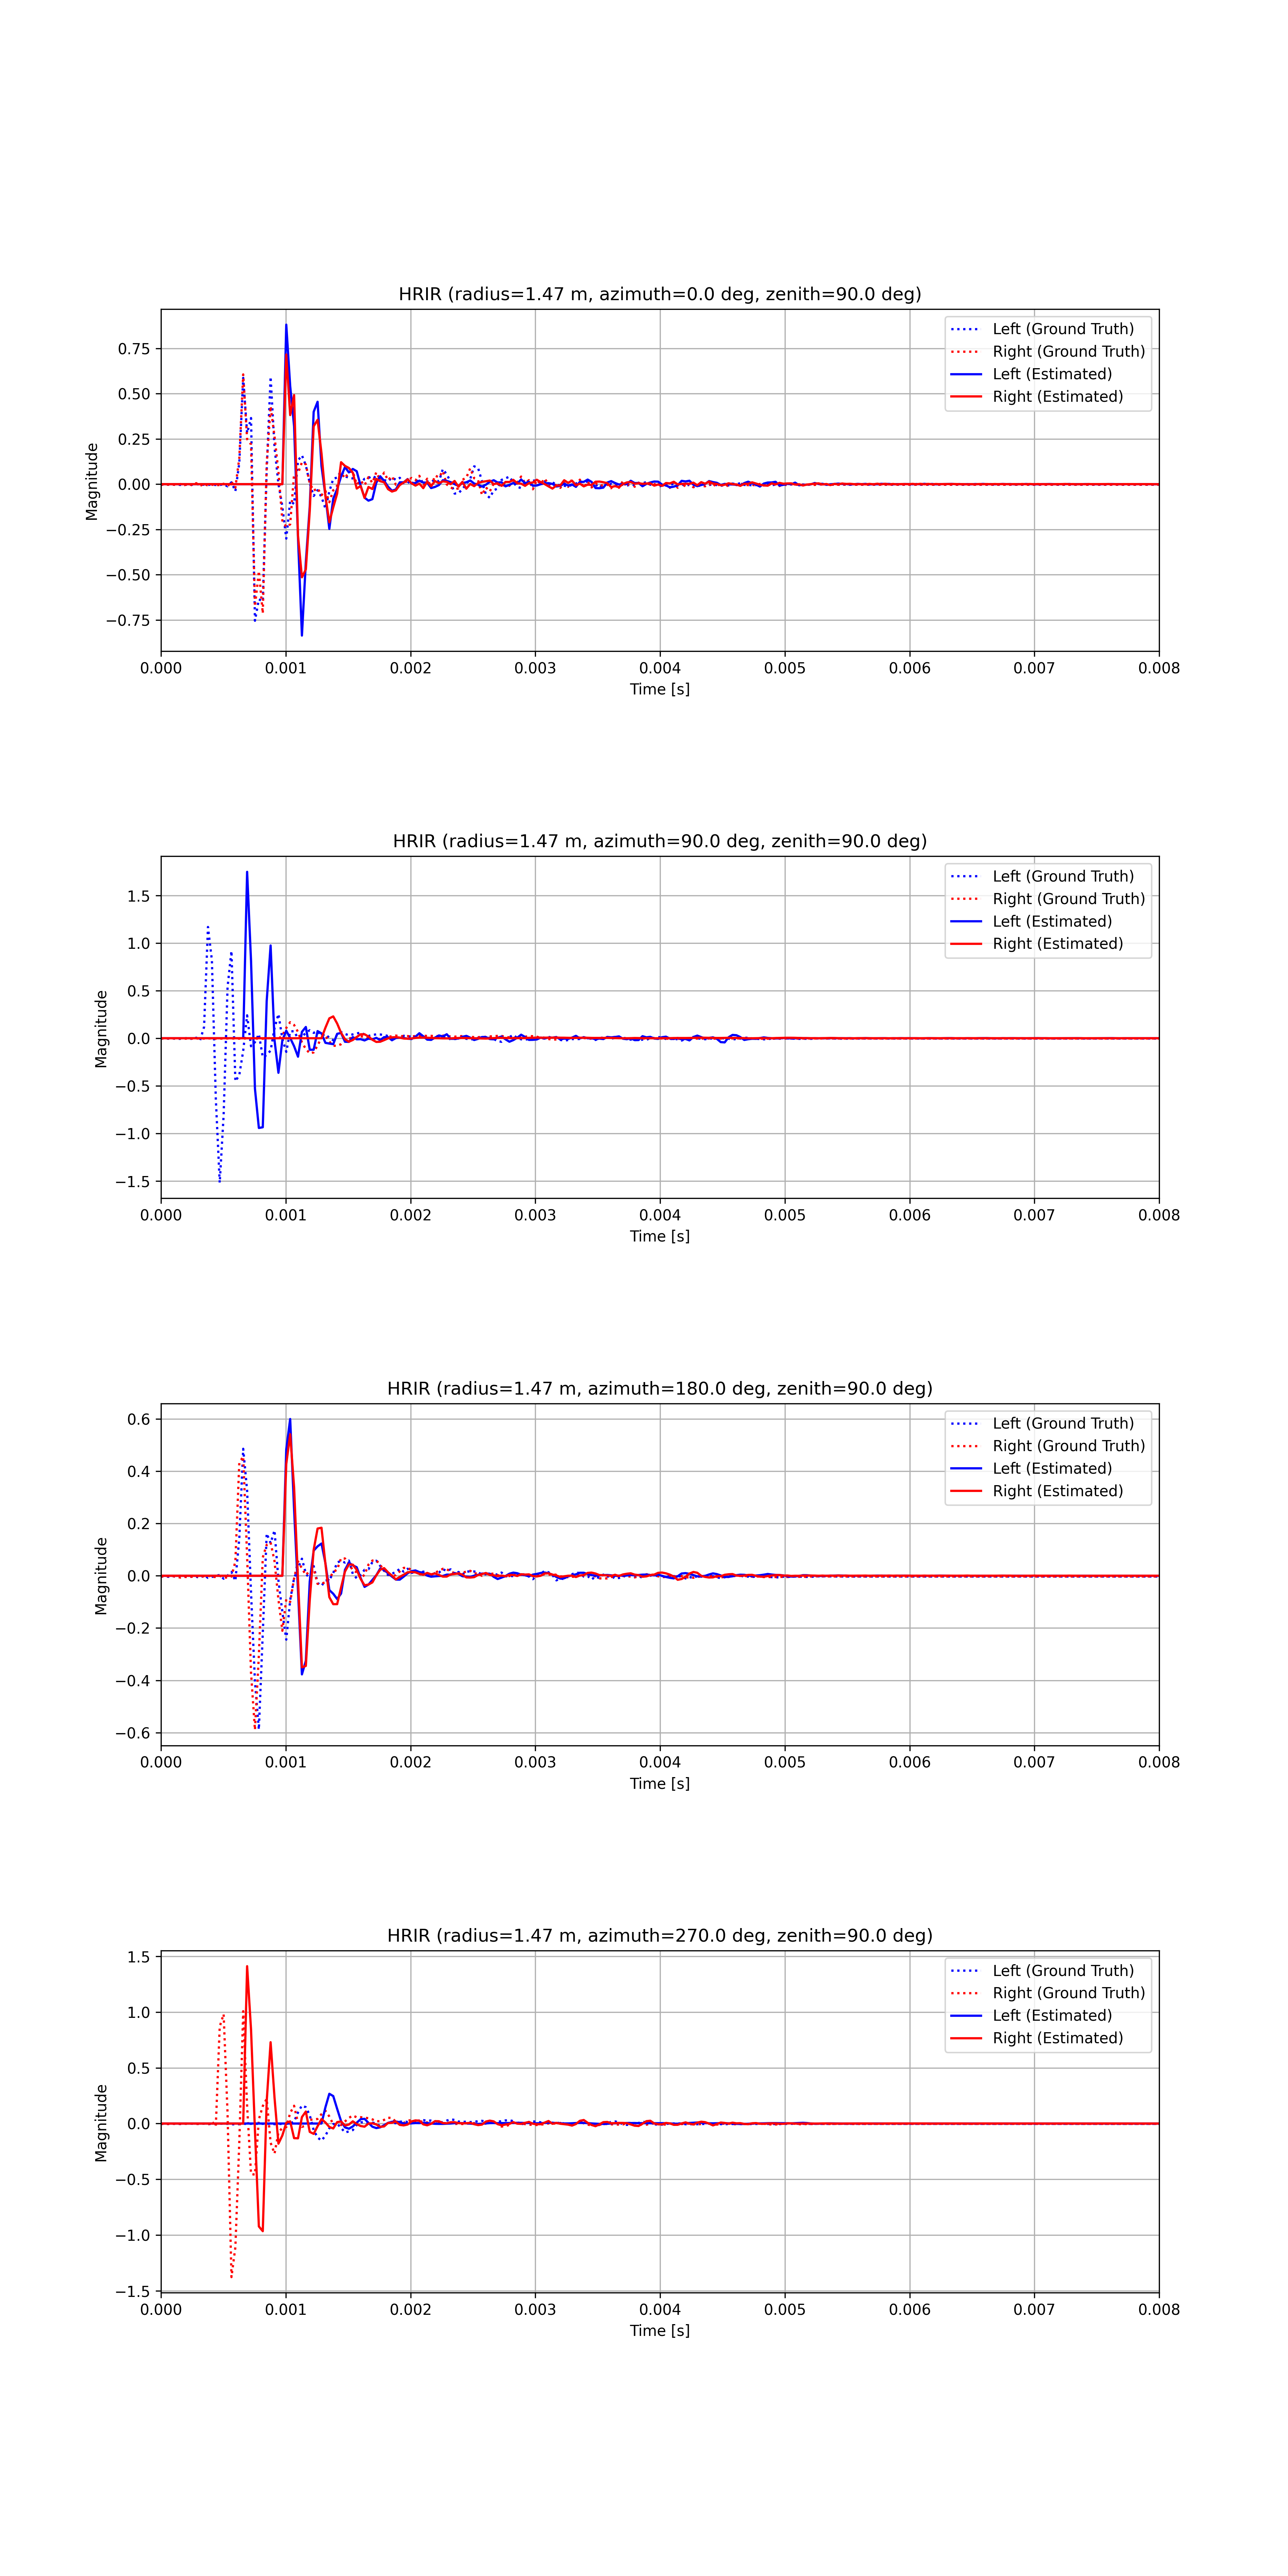 HRIR (radius=1.47 m, azimuth=0.0 deg, zenith=90.0 deg)
Left (Ground Truth)
Right (Ground Truth)
Left (Estimated)
Right (Estimated)
Magnitude
0.75
0.50
0.25
0.00
−0.25
−0.50
−0.75
0.000 0.001 0.002 0.003 0.004 0.005 0.006 0.007 0.008
Time [s]
HRIR (radius=1.47 m, azimuth=90.0 deg, zenith=90.0 deg)
Left (Ground Truth)
Right (Ground Truth)
Left (Estimated)
Right (Estimated)
Magnitude
1.5
1.0
0.5
0.0
−0.5
−1.0
−1.5
0.000 0.001 0.002 0.003 0.004 0.005 0.006 0.007 0.008
Time [s]
HRIR (radius=1.47 m, azimuth=180.0 deg, zenith=90.0 deg)
Left (Ground Truth)
Right (Ground Truth)
Left (Estimated)
Right (Estimated)
Magnitude
0.6
0.4
0.2
0.0
−0.2
−0.4
−0.6
0.000 0.001 0.002 0.003 0.004 0.005 0.006 0.007 0.008
Time [s]
HRIR (radius=1.47 m, azimuth=270.0 deg, zenith=90.0 deg)
Left (Ground Truth)
Right (Ground Truth)
Left (Estimated)
Right (Estimated)
Magnitude
1.5
1.0
0.5
0.0
−0.5
−1.0
−1.5
0.000 0.001 0.002 0.003 0.004 0.005 0.006 0.007 0.008
Time [s]